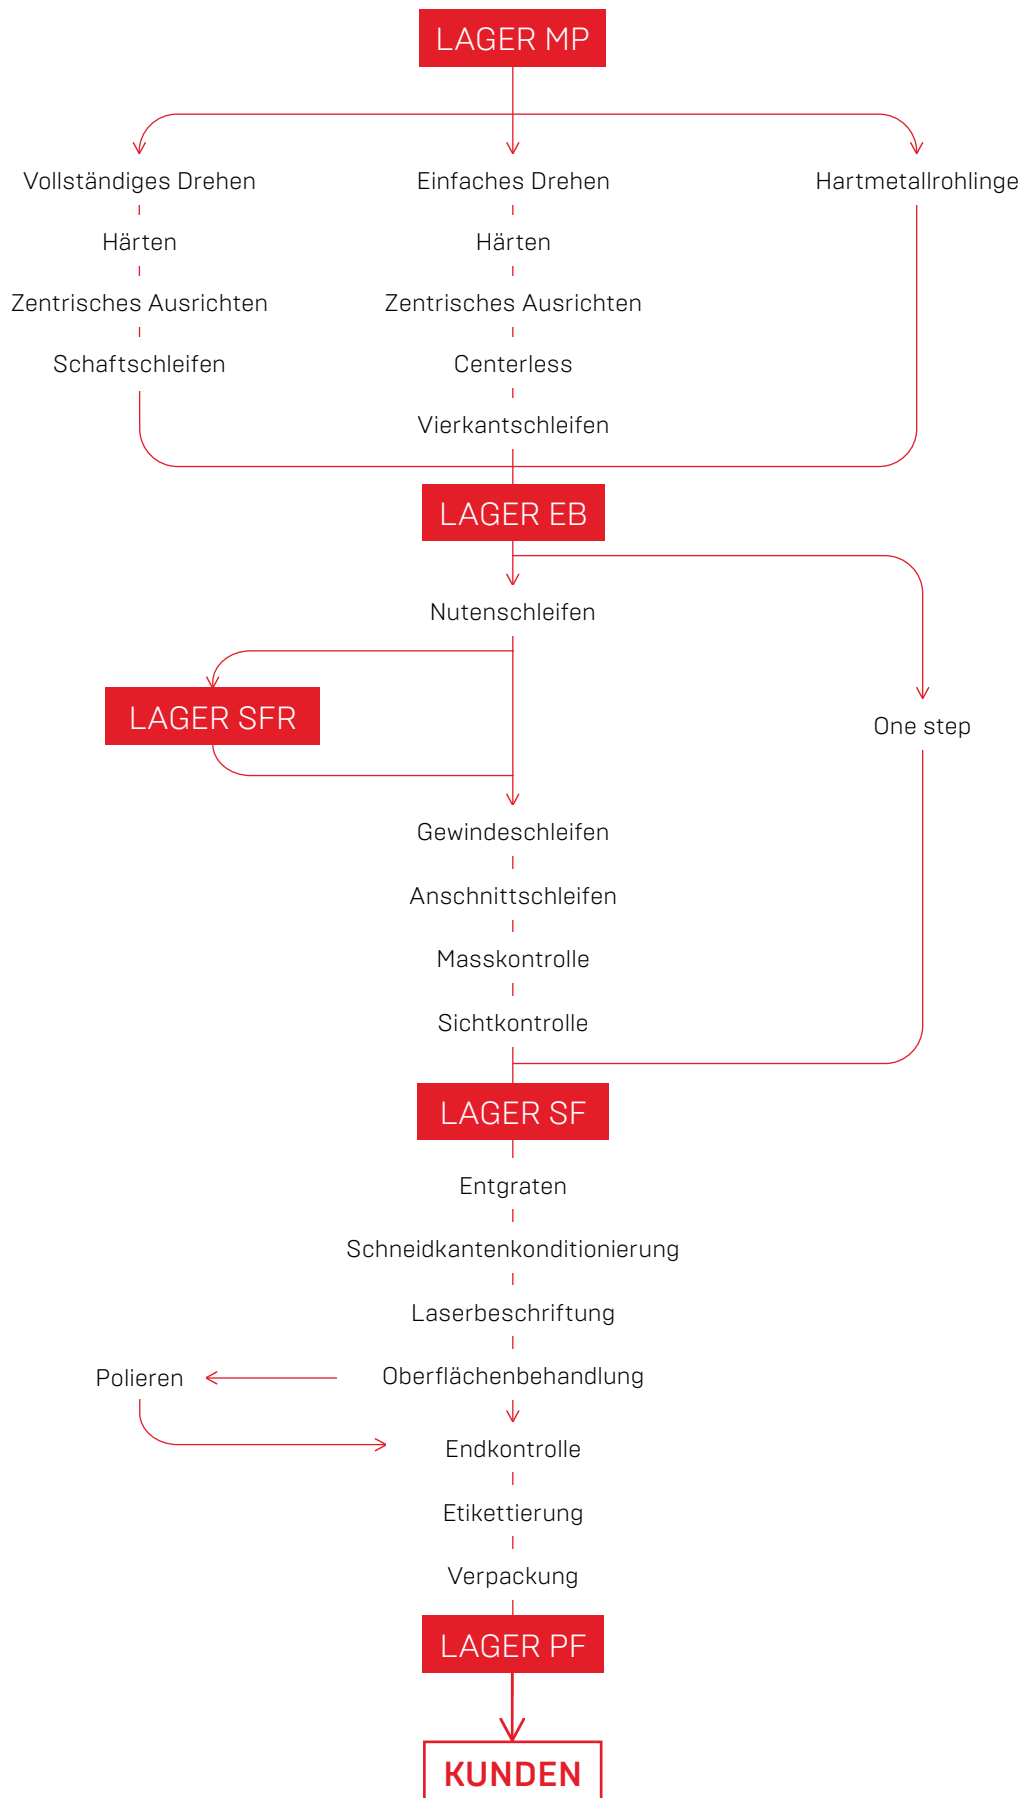 LAGER MP
Vollständiges Drehen
Einfaches Drehen
Hartmetallrohlinge
Härten
Härten
Zentrisches Ausrichten
Zentrisches Ausrichten
Schaftschleifen
Centerless
Vierkantschleifen
LAGER EB
Nutenschleifen
LAGER SFR
One step
Gewindeschleifen
Anschnittschleifen
Masskontrolle
Sichtkontrolle
LAGER SF
Entgraten
Schneidkantenkonditionierung
Laserbeschriftung
Polieren
Oberflächenbehandlung
Endkontrolle
Etikettierung
Verpackung
LAGER PF
KUNDEN